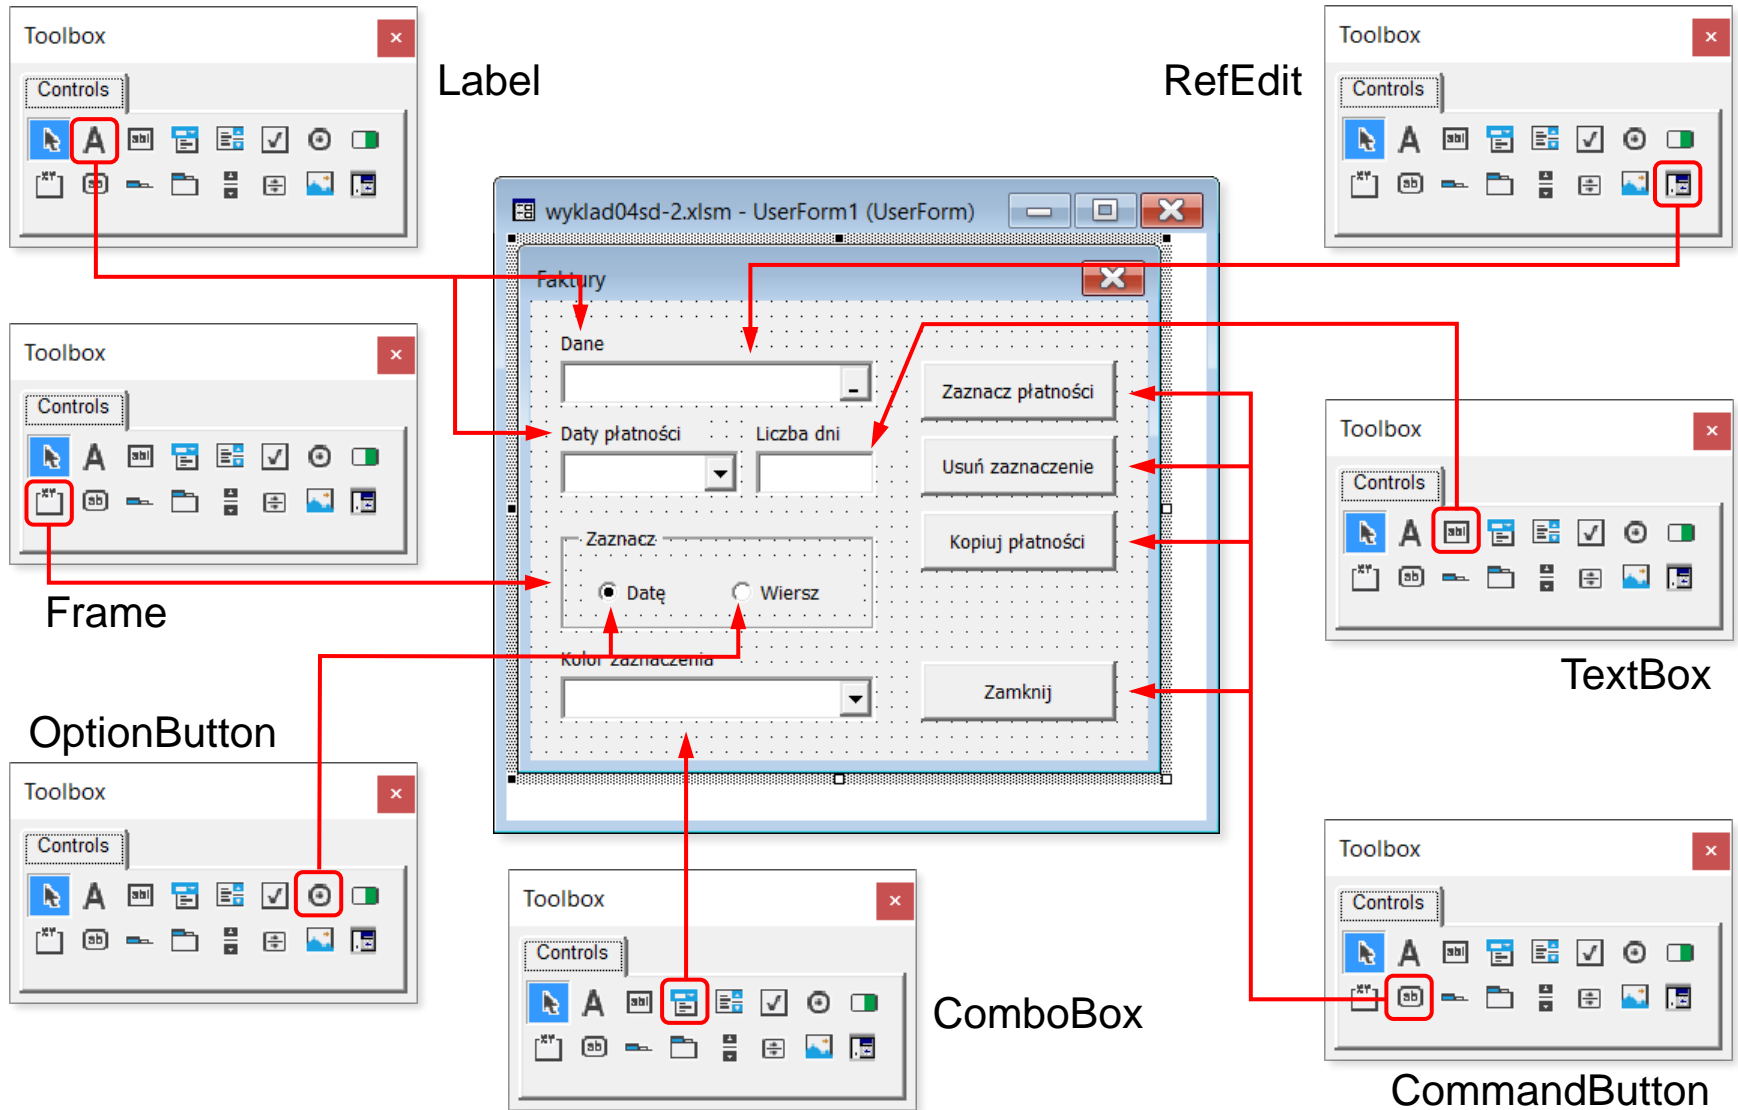 Toolbox
Controls
Label
RefEdit
Toolbox
Controls
wyklad04sd-2.xlsm - UserForm1 (UserForm)
Faktury
Dane
Zaznacz płatności
Daty płatności
Liczba dni
Usuń zaznaczenie
Zaznacz
Kopiuj płatności
Datę
Wiersz
Kolor zaznaczenia
Zamknij
Toolbox
Controls
Frame
Toolbox
Controls
TextBox
OptionButton
Toolbox
Controls
Toolbox
Controls
ComboBox
Toolbox
Controls
CommandButton